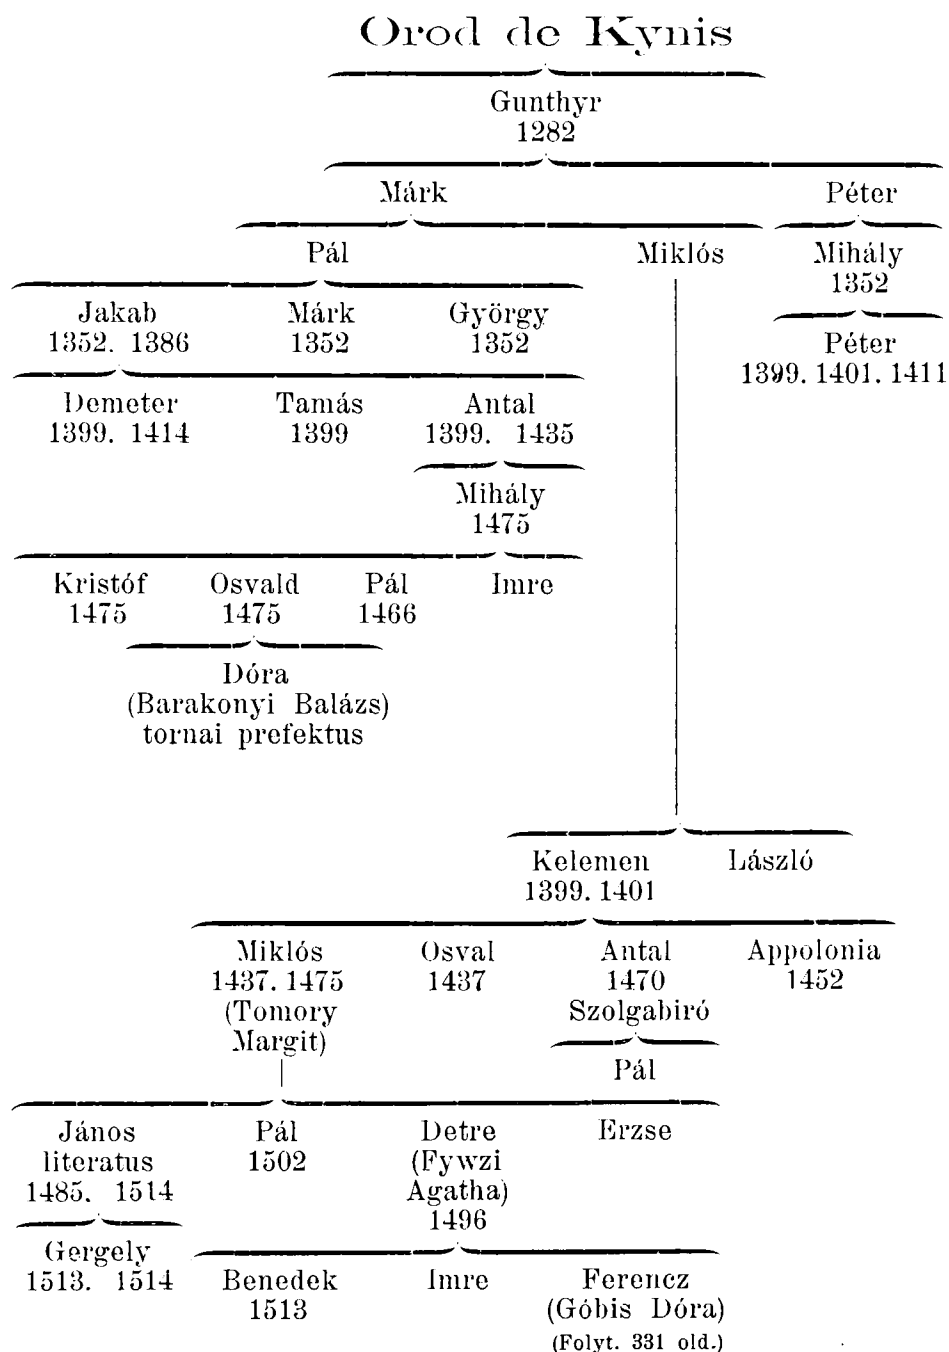 Orod de Kynis
Gunthyr
1282
Márk Péter
Pál Miklós Mihály
1352
Jakab Márk György Péter
1352. 1386 1352 1352 1399. 1401. 1411
Demeter Tamás Antal
1399. 1414 1399 1399. 1435
Mihály
1475
Kristóf Osvald Pál Imre
1475 1475 1466
Dóra
(Barakonyi Balázs)
tornai prefektus
Kelemen László
1399. 1401
Miklós Osval Antal Appolonia
1437. 1475 1437 1470 1452
(Tomory Szolgabiró
Margit)
Pál
János Pál Detre Erzse
literatus 1502 (Fywzi
1485. 1514 Agatha)
1496
Gergely
1513. 1514 Benedek Imre Ferencz
1513 (Góbis Dóra)
(Folyt. 331 old.)